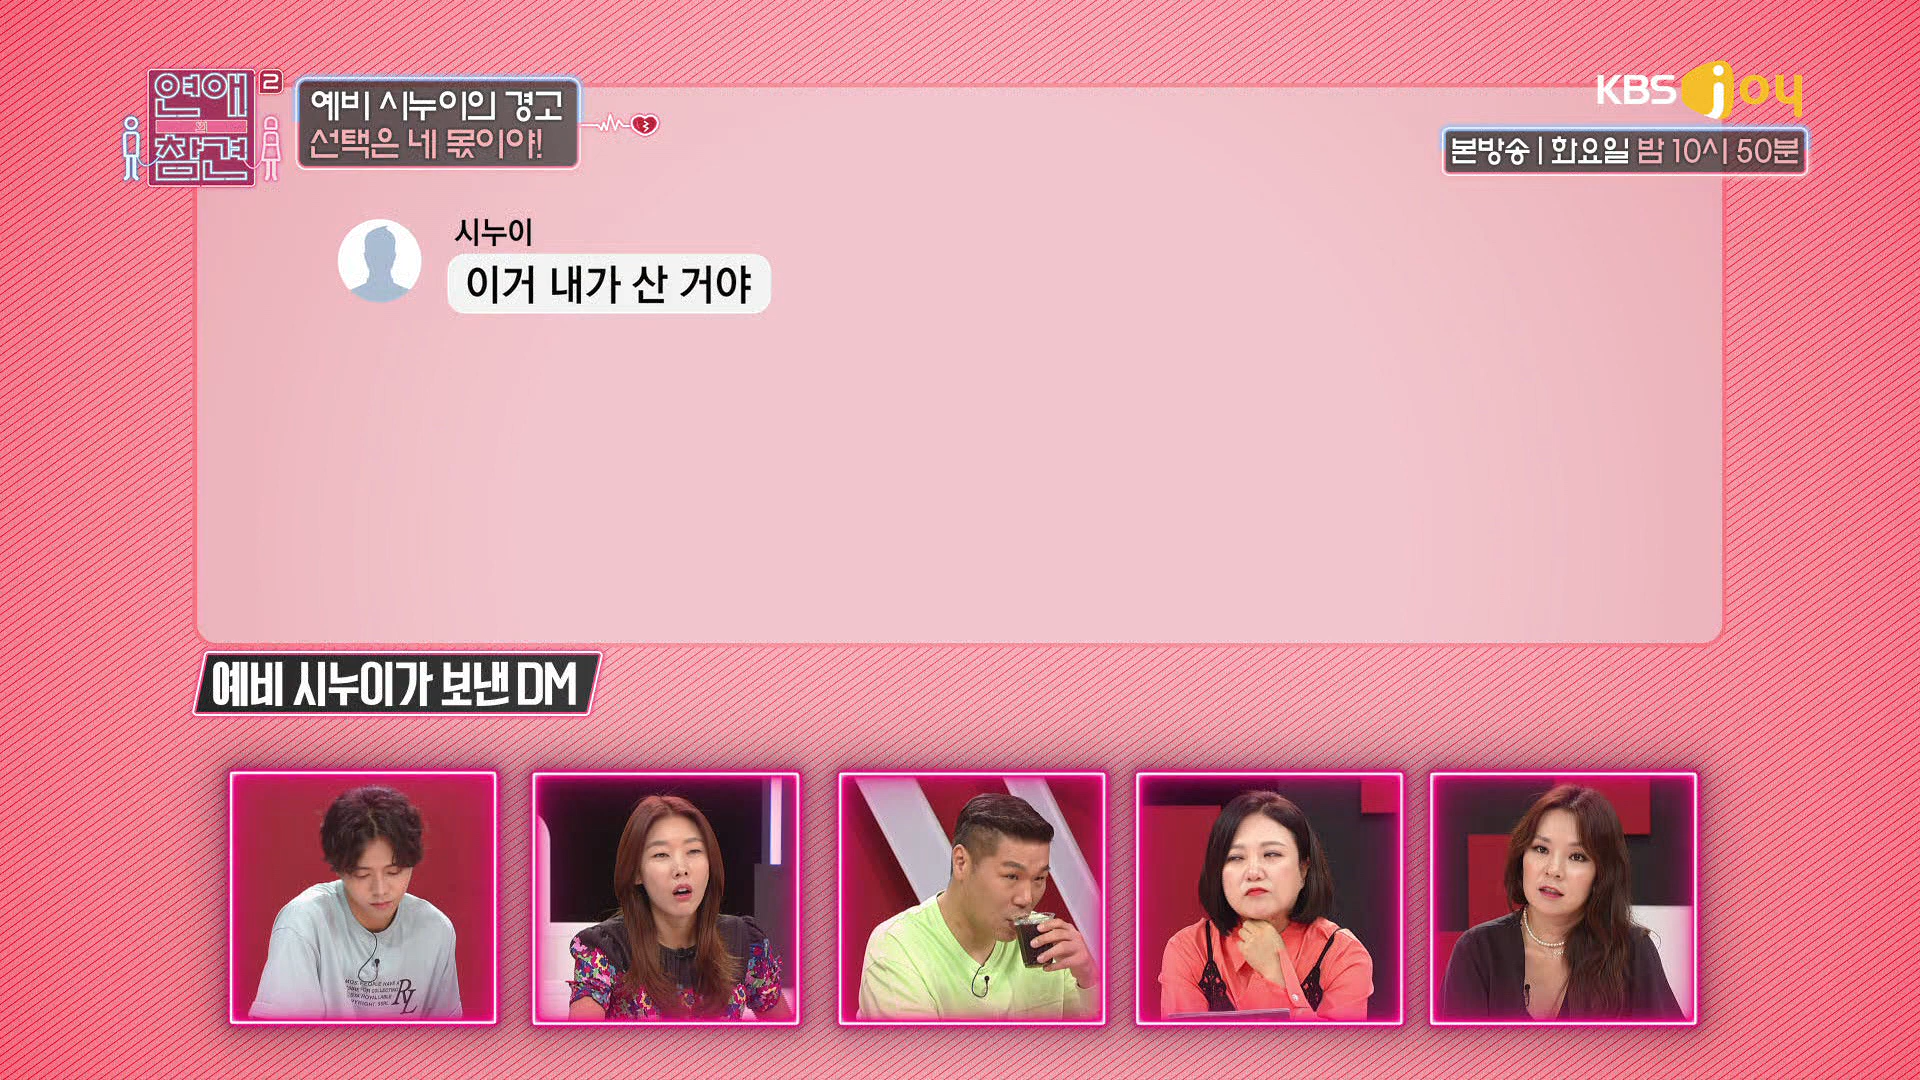 연애의 참견 2
예비 시누이의 경고
선택은 네 몫이야!
KBS joy
본방송 | 화요일 밤 10시 50분
시누이
이거 내가 산 거야
예비 시누이가 보낸 DM
RL